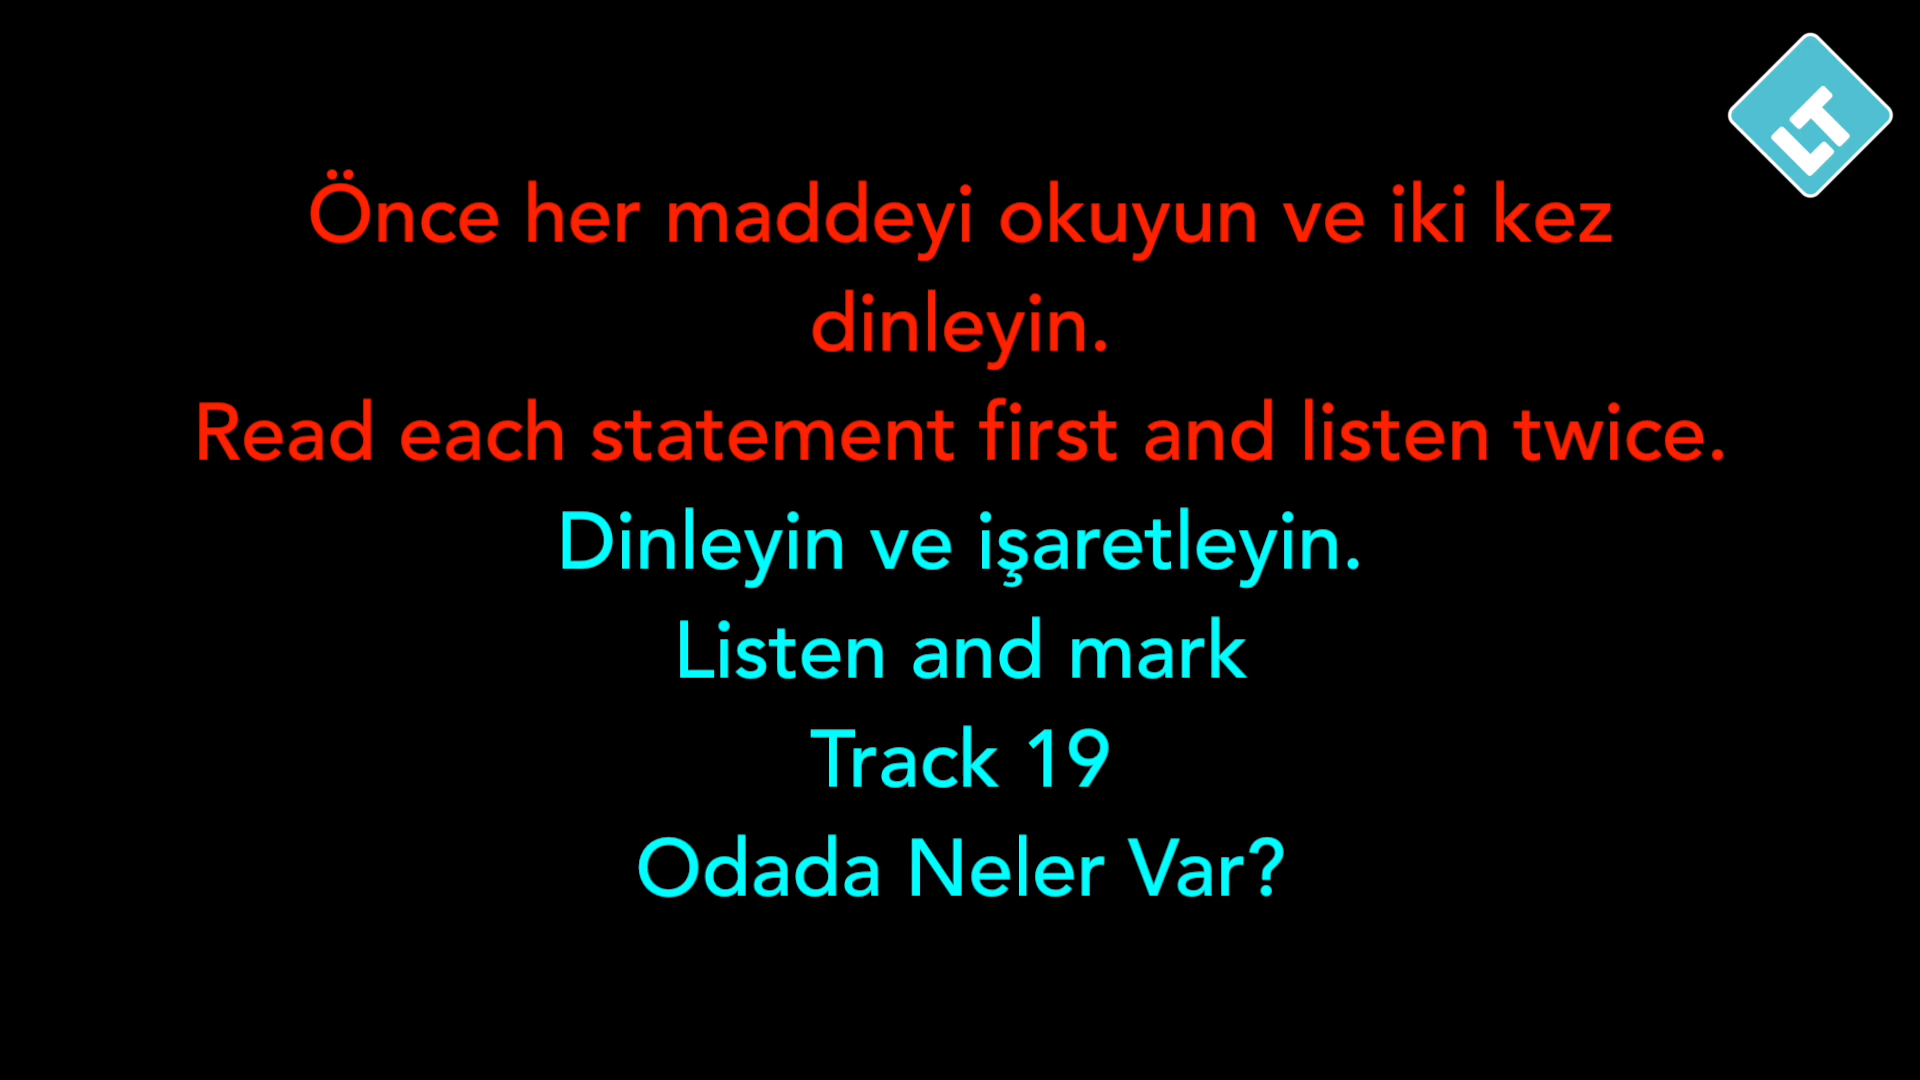 LT
Önce her maddeyi okuyun ve iki kez
dinleyin.
Read each statement first and listen twice.
Dinleyin ve işaretleyin.
Listen and mark
Track 19
Odada Neler Var?